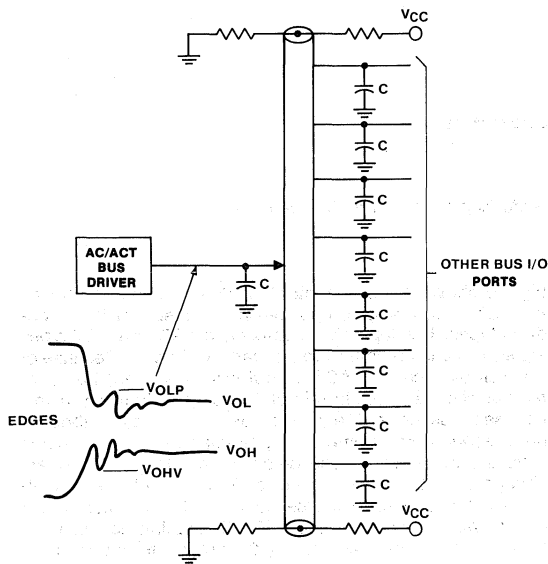 VCC
C
C
C
C
AC/ACT
BUS
DRIVER
C
OTHER BUS I/O
PORTS
C
C
VOLP
VOL
C
EDGES
C
VOH
VOHV
C
VCC